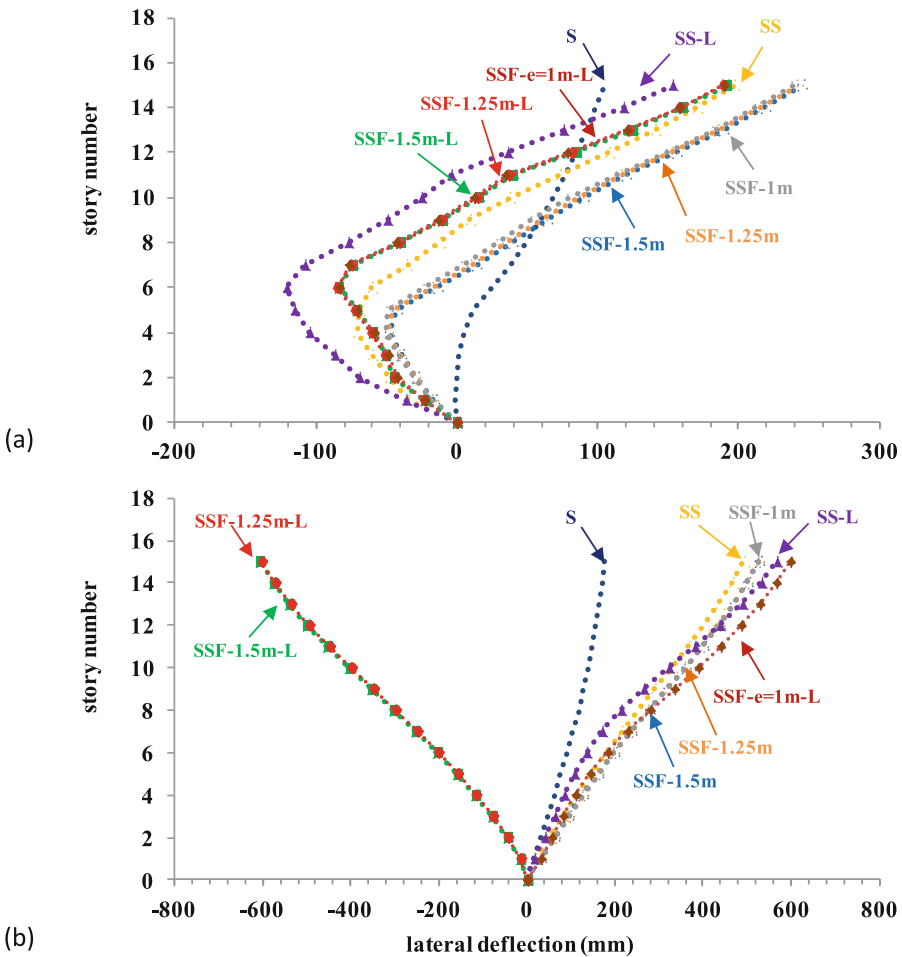 18
S
SS-L
SS
16
SSF-e=1m-L
14
SSF-1.25m-L
12
SSF-1.5m-L
10
SSF-1m
story number
8
SSF-1.25m
SSF-1.5m
6
4
2
0
(a)
-200
-100
0
100
200
300
18
SSF-1.25m-L
S
SS
SSF-1m
SS-L
16
14
12
SSF-1.5m-L
10
story number
SSF-e=1m-L
8
SSF-1.25m
6
SSF-1.5m
4
2
0
-800
-600
-400
-200
0
200
400
600
800
(b)
lateral deflection (mm)